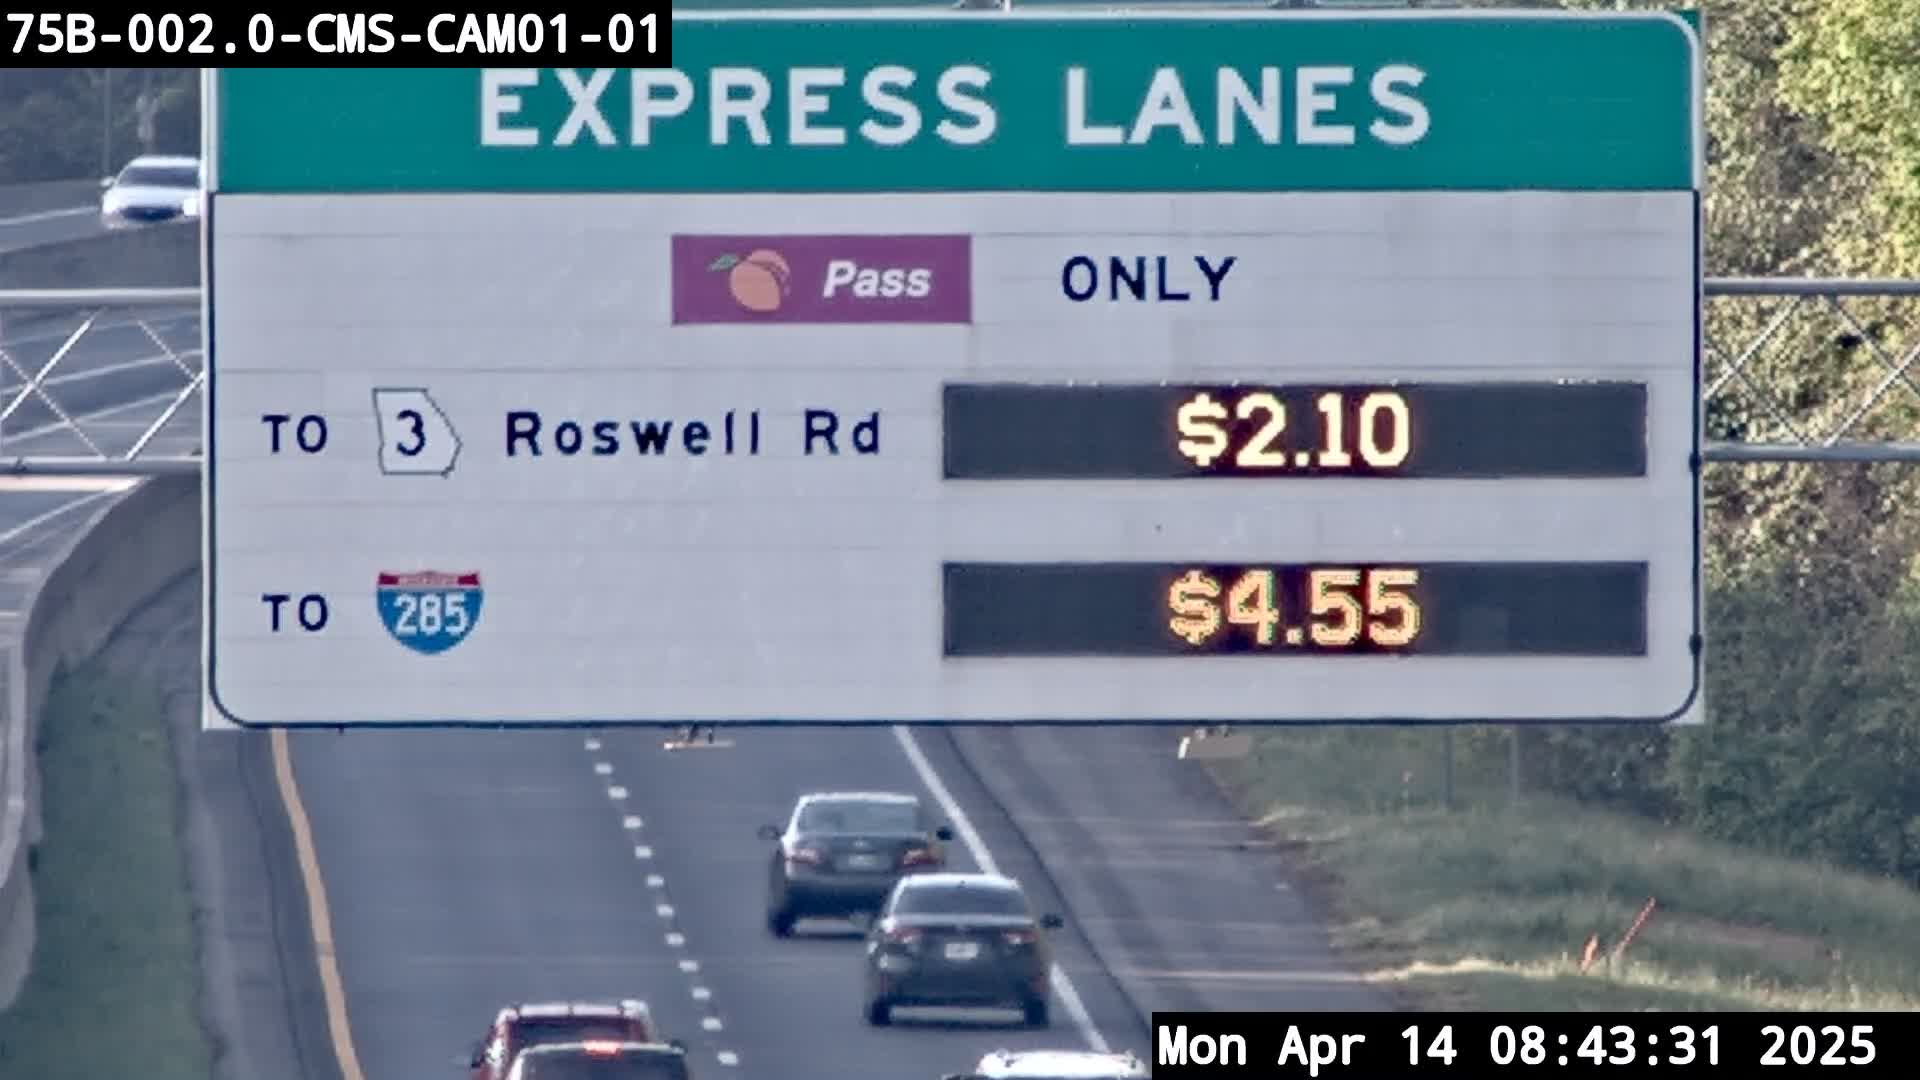 75B-002.0-CMS-CAM01-01
EXPRESS LANES
Pass ONLY
TO 3 Roswell Rd $2.10
TO 285 $4.55
Mon Apr 14 08:43:31 2025